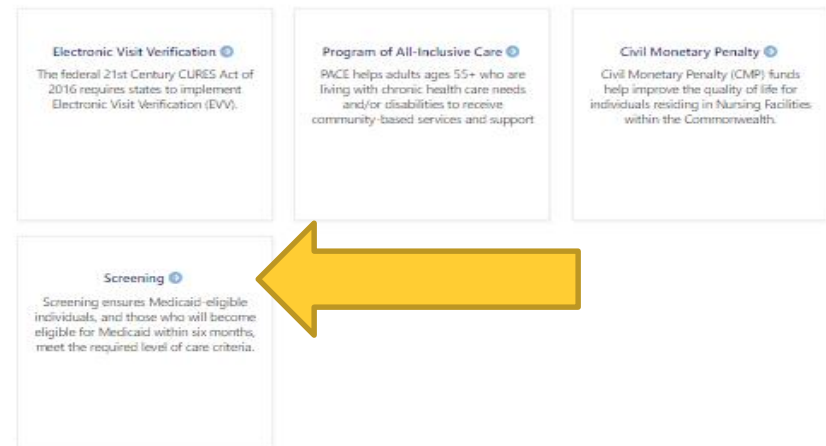 Electronic Visit Verification
The federal 21st Century CURES Act of
2016 requires states to implement
Electronic Visit Verification (EVV).
Program of All-Inclusive Care
PACE helps adults ages 55+ who are
living with chronic health care needs
and/or disabilities to receive
community-based services and support
Civil Monetary Penalty
Civil Monetary Penalty (CMP) funds
help improve the quality of life for
individuals residing in Nursing Facilities
within the Commonwealth.
Screening
Screening ensures Medicaid-eligible
individuals, and those who will become
eligible for Medicaid within six months,
meet the required level of care criteria.